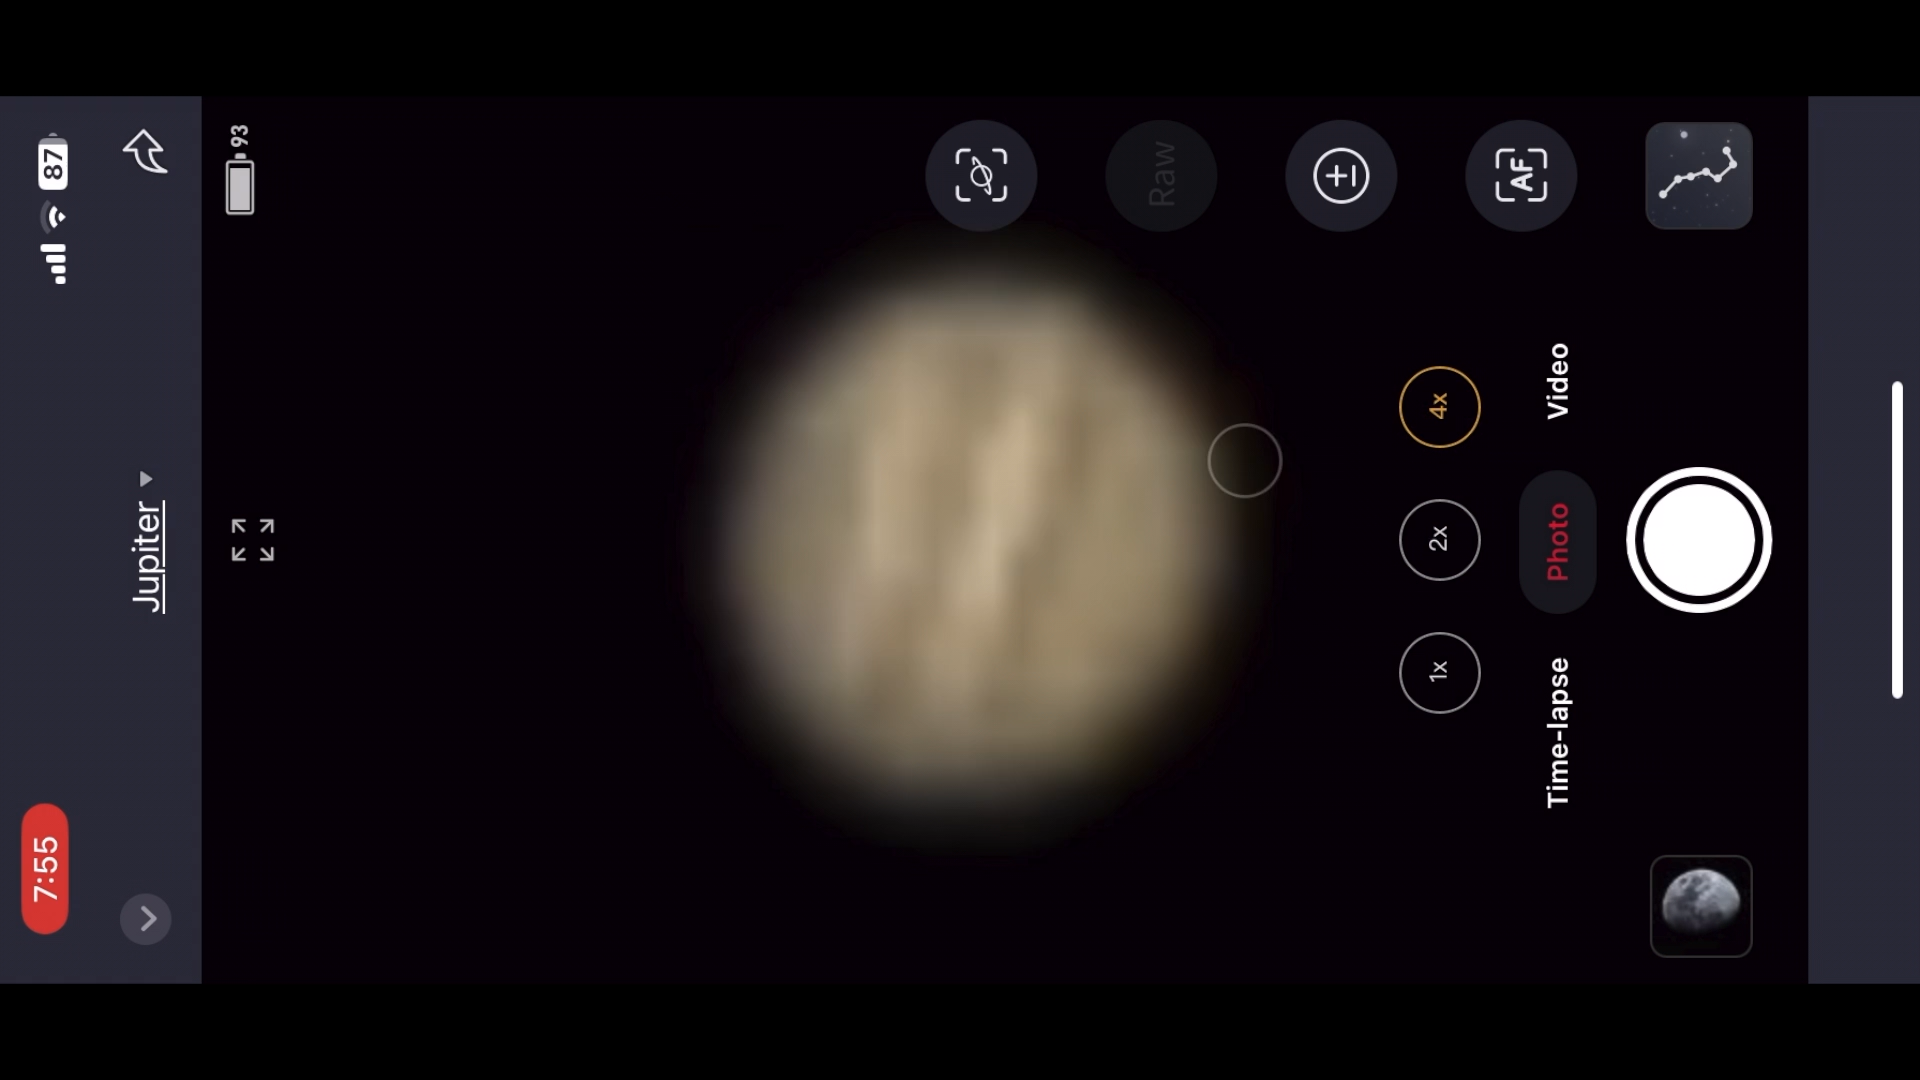 7:55
87
Jupiter
93
1x
2x
4x
Time-lapse
Photo
Video
AF
Raw